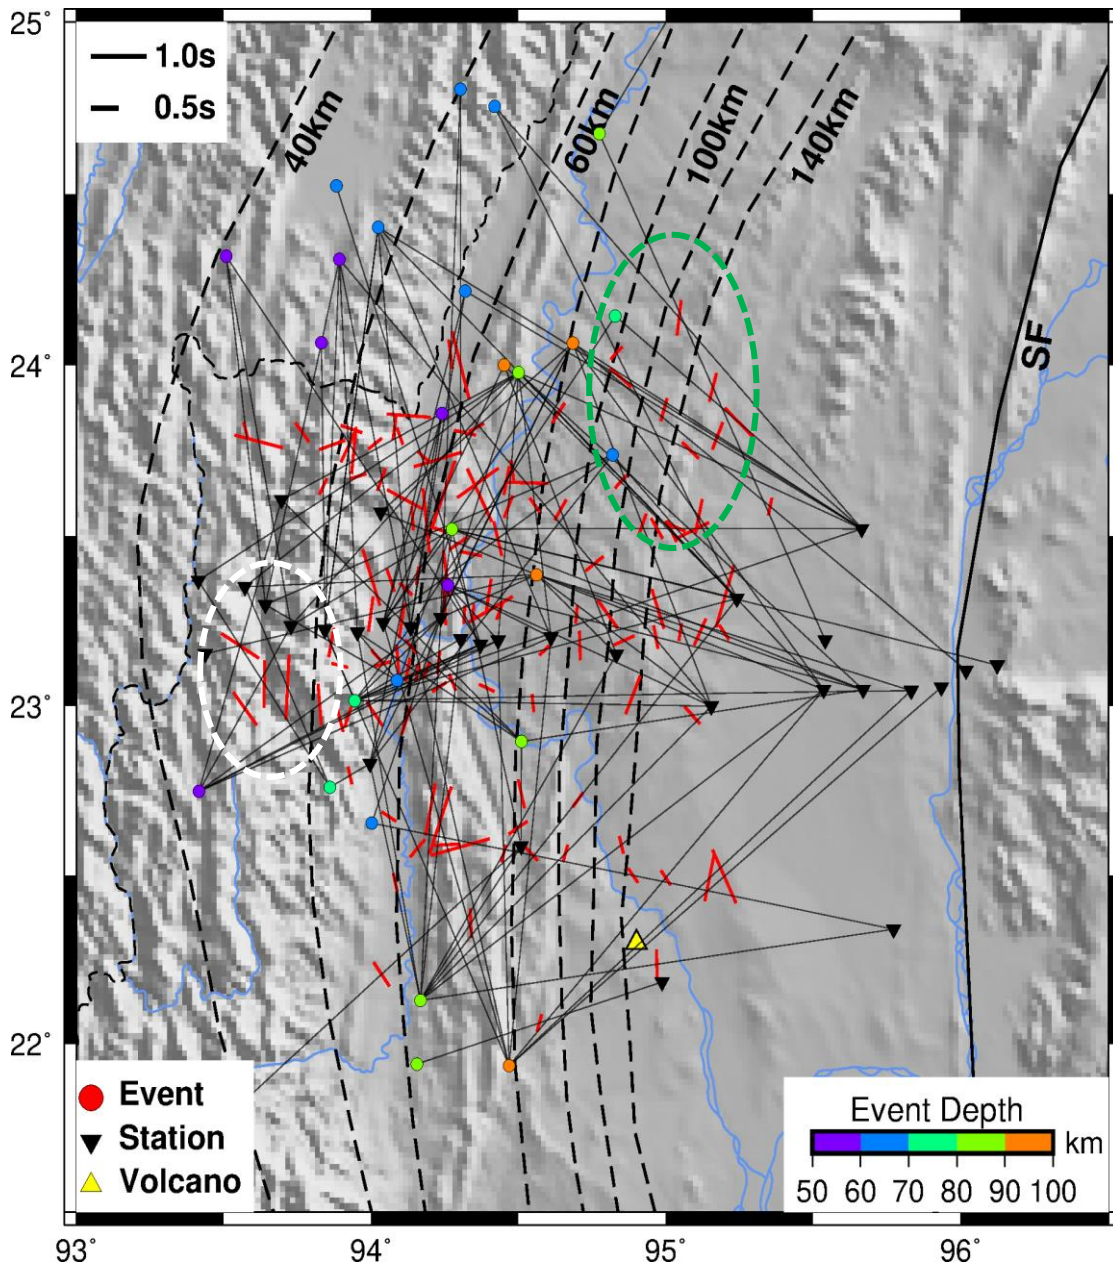 25°
1.0s
0.5s
40km
60km
100km
140km
SF
24°
23°
22°
Event
Station
Volcano
Event Depth
km
50 60 70 80 90 100
93° 94° 95° 96°